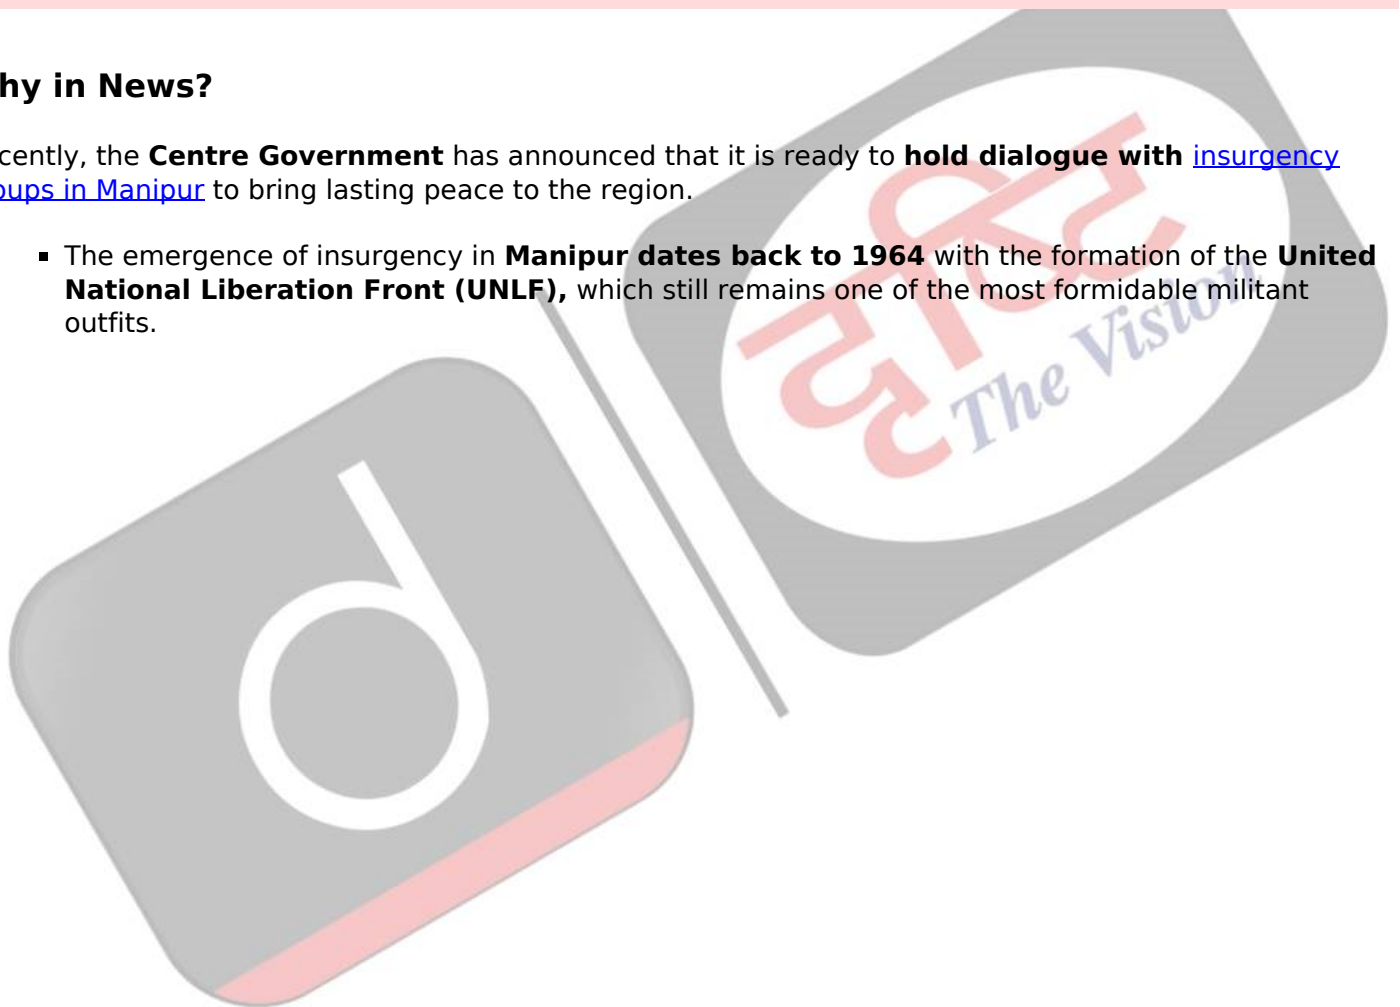 hy in News?
cently, the Centre Government has announced that it is ready to hold dialogue with insurgency
oups in Manipur to bring lasting peace to the region.
▪ The emergence of insurgency in Manipur dates back to 1964 with the formation of the United
National Liberation Front (UNLF), which still remains one of the most formidable militant
outfits.
दृष्टि
The Vision
d